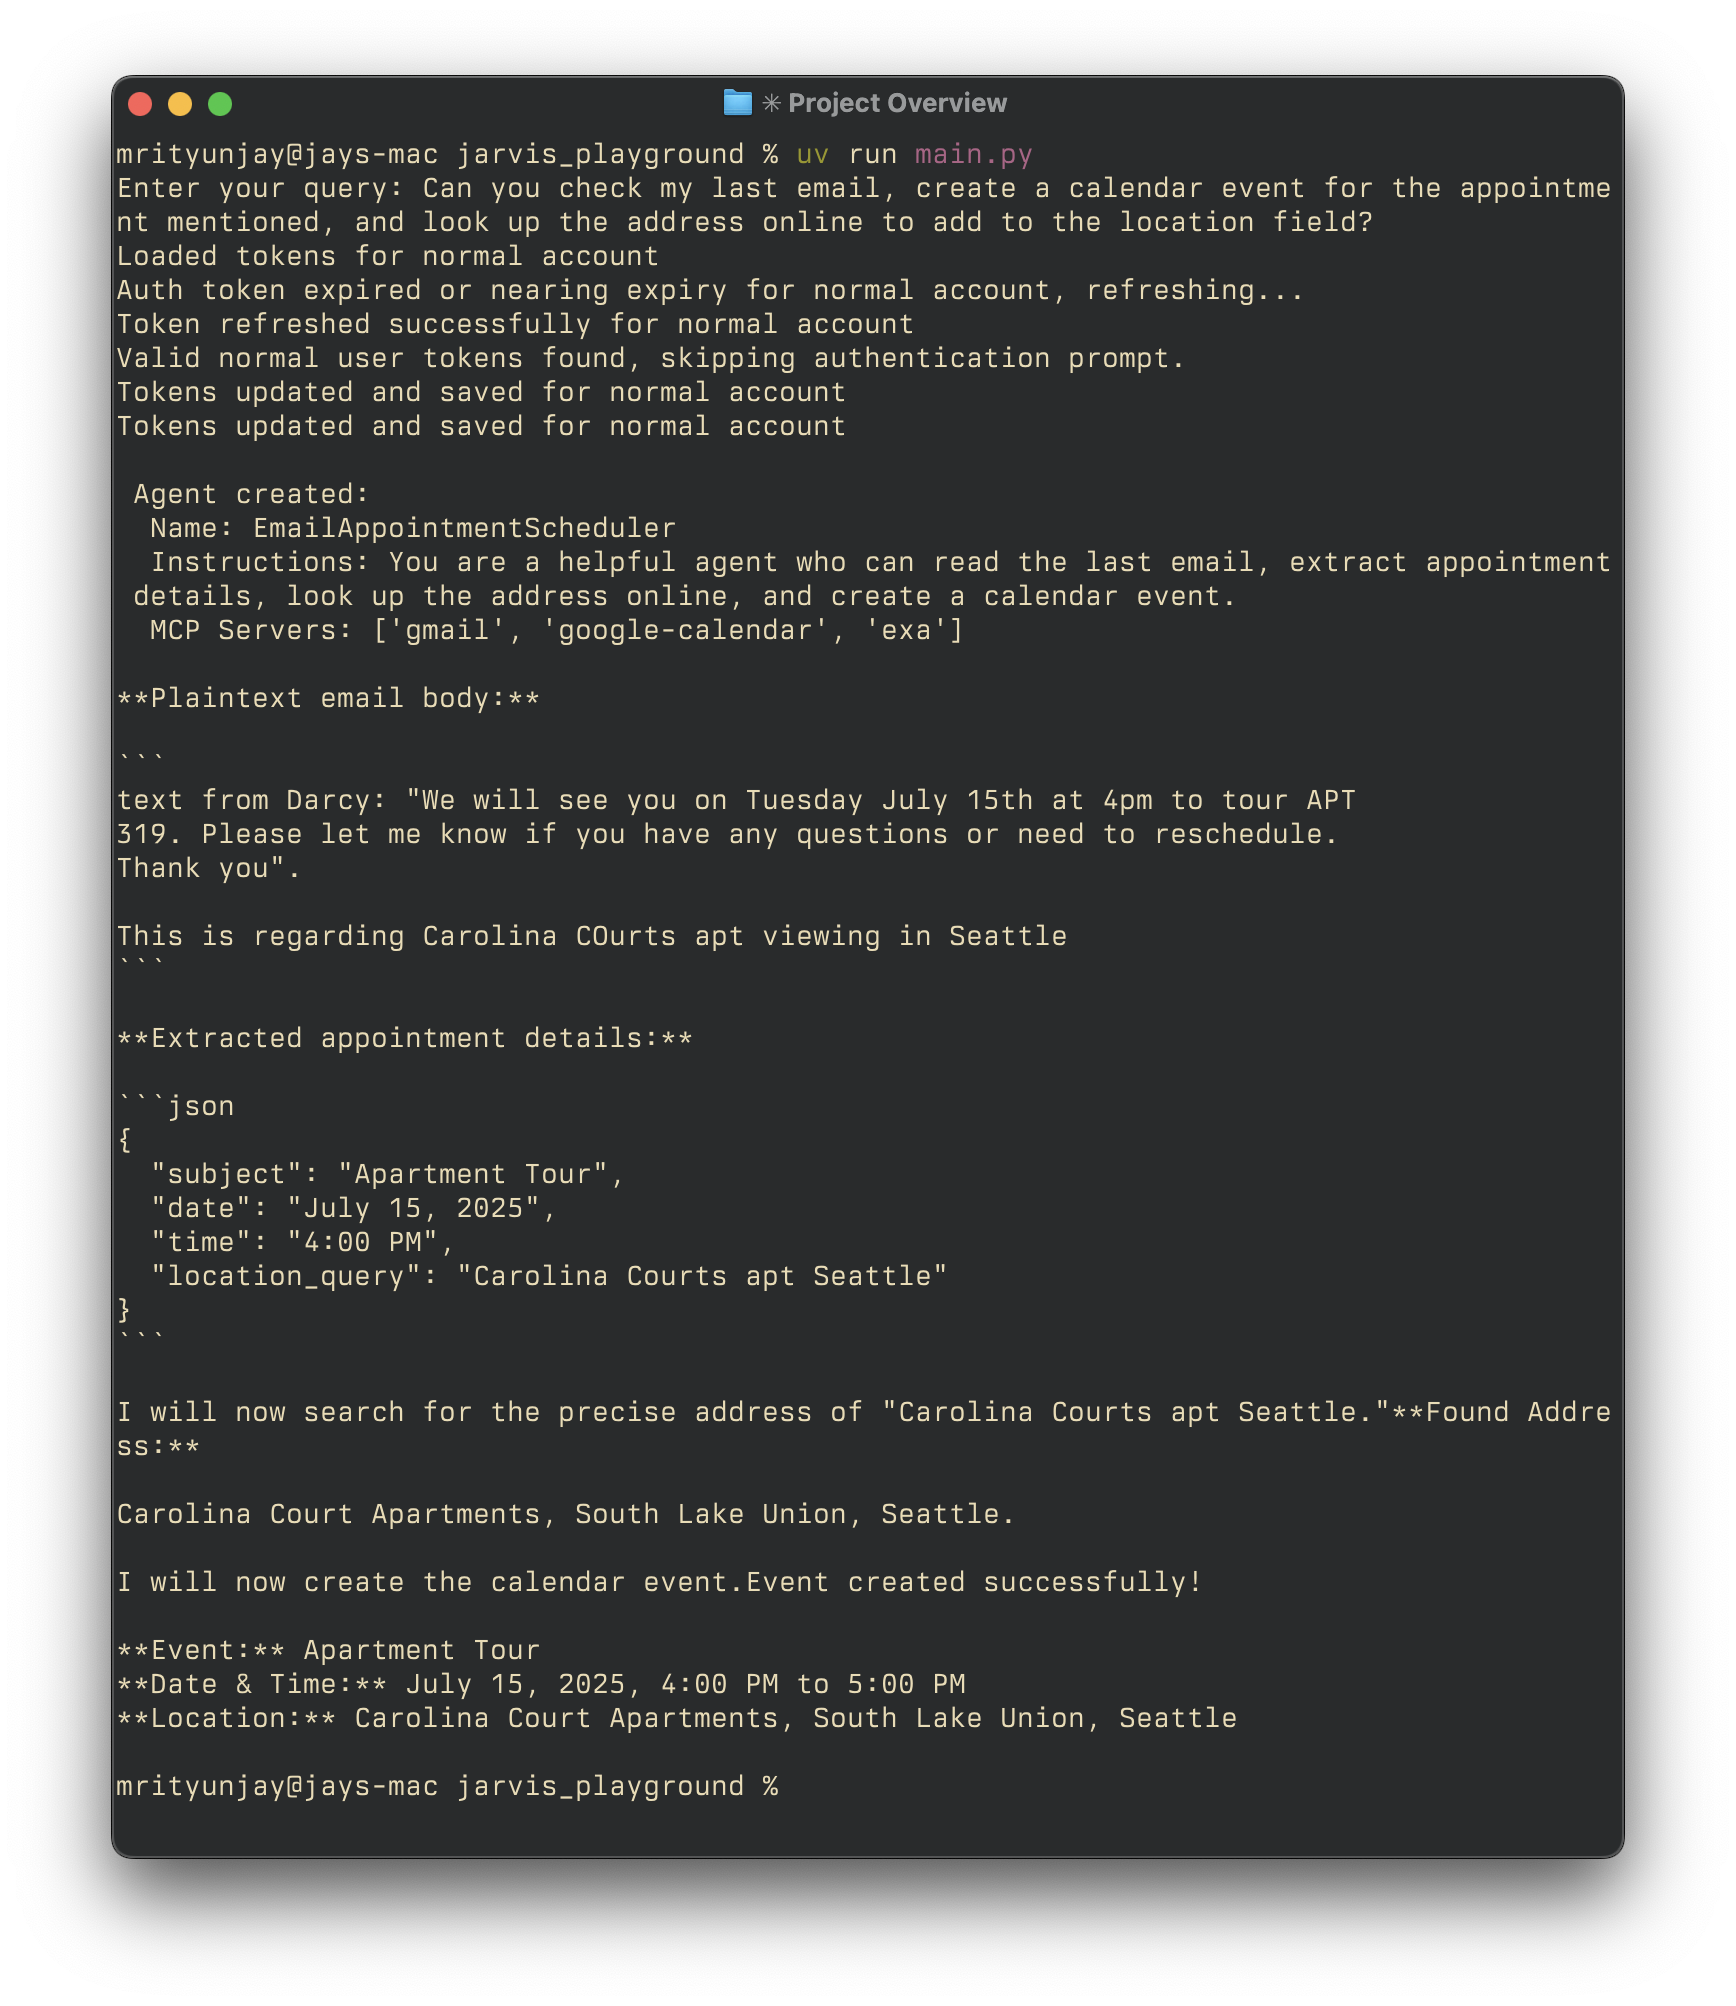 ✳ Project Overview
mrityunjay@jays-mac jarvis_playground % uv run main.py
Enter your query: Can you check my last email, create a calendar event for the appointme
nt mentioned, and look up the address online to add to the location field?
Loaded tokens for normal account
Auth token expired or nearing expiry for normal account, refreshing...
Token refreshed successfully for normal account
Valid normal user tokens found, skipping authentication prompt.
Tokens updated and saved for normal account
Tokens updated and saved for normal account
Agent created:
Name: EmailAppointmentScheduler
Instructions: You are a helpful agent who can read the last email, extract appointment
details, look up the address online, and create a calendar event.
MCP Servers: ['gmail', 'google-calendar', 'exa']
**Plaintext email body:**
```
text from Darcy: "We will see you on Tuesday July 15th at 4pm to tour APT
319. Please let me know if you have any questions or need to reschedule.
Thank you".
This is regarding Carolina COurts apt viewing in Seattle
```
**Extracted appointment details:**
```json
{
  "subject": "Apartment Tour",
  "date": "July 15, 2025",
  "time": "4:00 PM",
  "location_query": "Carolina Courts apt Seattle"
}
```
I will now search for the precise address of "Carolina Courts apt Seattle."**Found Addre
ss:**
Carolina Court Apartments, South Lake Union, Seattle.
I will now create the calendar event.Event created successfully!
**Event:** Apartment Tour
**Date & Time:** July 15, 2025, 4:00 PM to 5:00 PM
**Location:** Carolina Court Apartments, South Lake Union, Seattle
mrityunjay@jays-mac jarvis_playground %